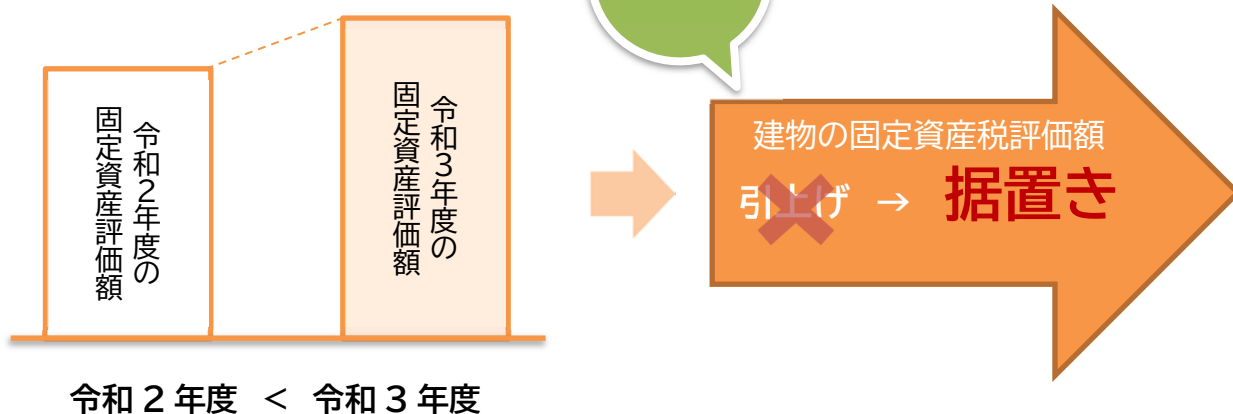 令和２年度の
固定資産評価額
令和３年度の
固定資産評価額
令和 2 年度 ＜ 令和 3 年度
建物の固定資産税評価額
引上げ → 据置き